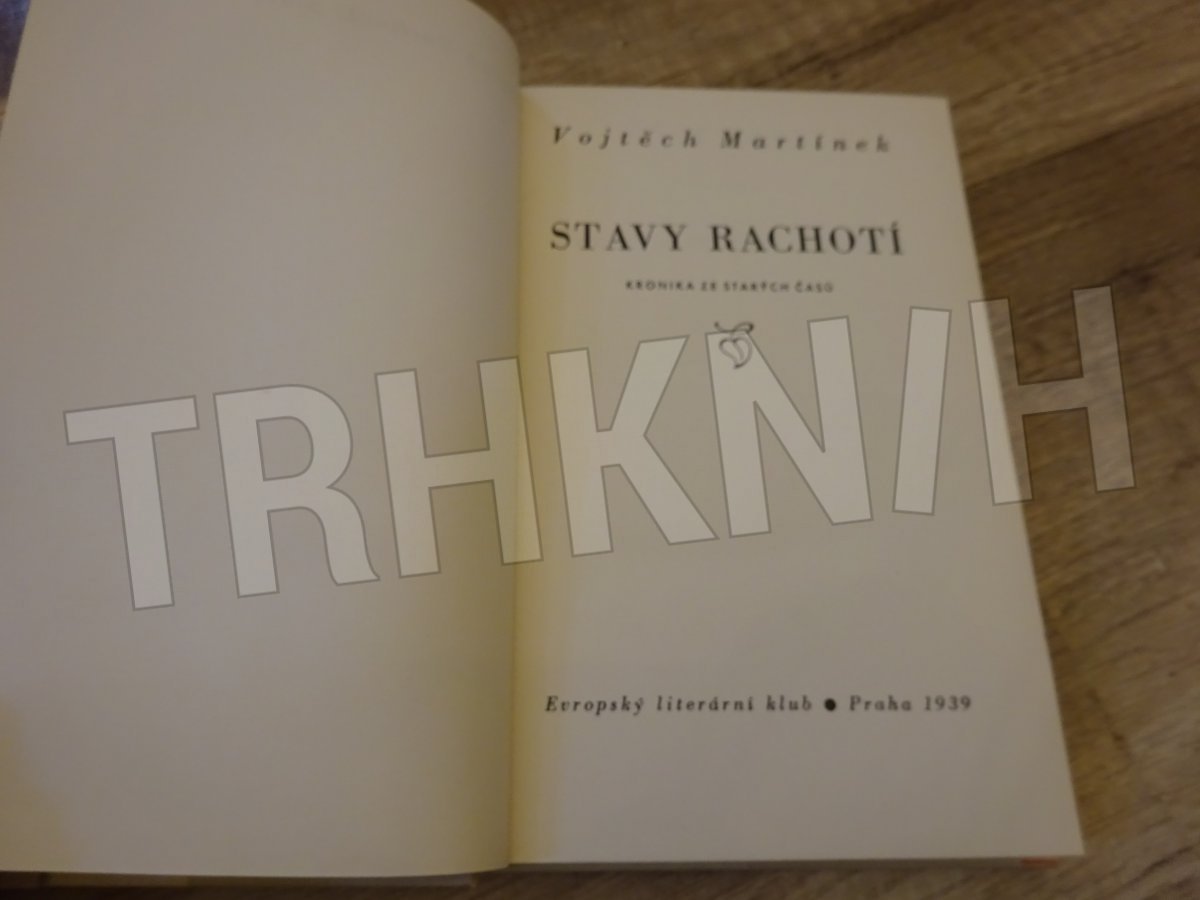 Vojtěch Martínek
STAVY RACHOTÍ
KRONIKA ZE STARÝCH ČASŮ
TRHKNIH
Evropský literární klub ● Praha 1939